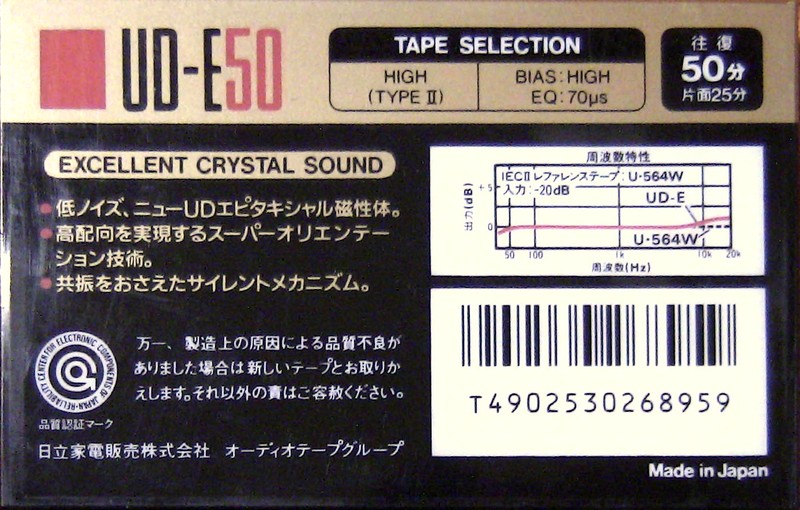 UD-E50
TAPE SELECTION
HIGH
(TYPE II)
BIAS:HIGH
EQ:70μs
往復
50分
片面25分
EXCELLENT CRYSTAL SOUND
●低ノイズ、ニューUDエピタキシャル磁性体。
●高配向を実現するスーパーオリエンテー
ション技術。
●共振をおさえたサイレントメカニズム。
周波数特性
IECII レファレンステープ:U·564W
入力:-20dB
出力(dB)
+5
0
UD-E
U·564W
50 100 1k 10k 20k
周波数(Hz)
RELIABILITY CENTER FOR ELECTRONIC COMPONENTS OF JAPAN
品質認証マーク
万一、製造上の原因による品質不良が
ありました場合は新しいテープとお取りか
えします。それ以外の責はご容赦ください。
日立家電販売株式会社 オーディオテープグループ
T4902530268959
Made in Japan